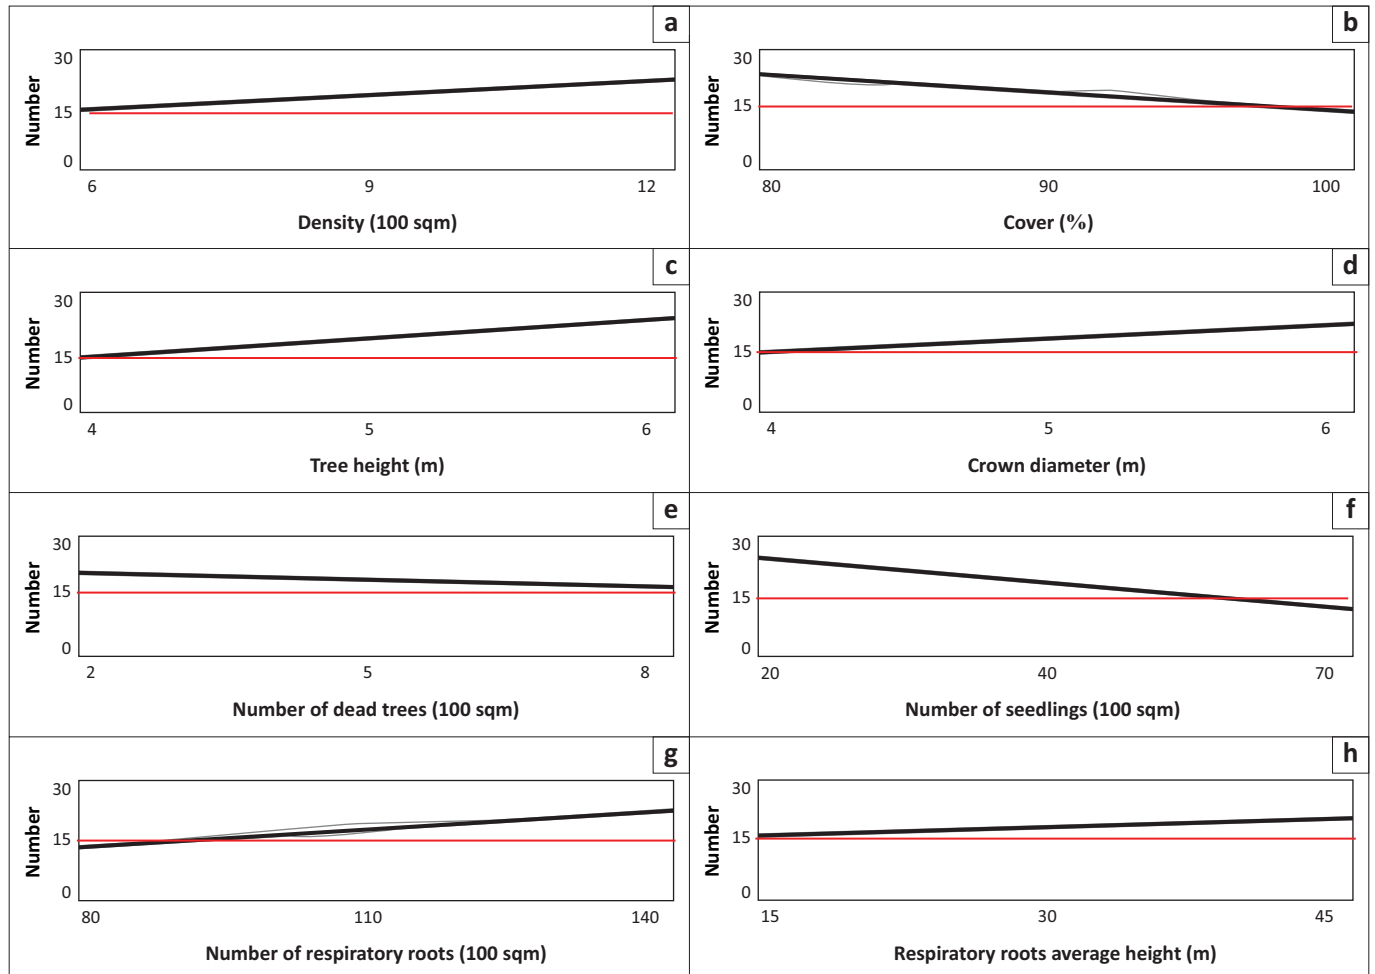 a
30
15
0
Number
6 9 12
Density (100 sqm)
b
30
15
0
Number
80 90 100
Cover (%)
c
30
15
0
Number
4 5 6
Tree height (m)
d
30
15
0
Number
4 5 6
Crown diameter (m)
e
30
15
0
Number
2 5 8
Number of dead trees (100 sqm)
f
30
15
0
Number
20 40 70
Number of seedlings (100 sqm)
g
30
15
0
Number
80 110 140
Number of respiratory roots (100 sqm)
h
30
15
0
Number
15 30 45
Respiratory roots average height (m)